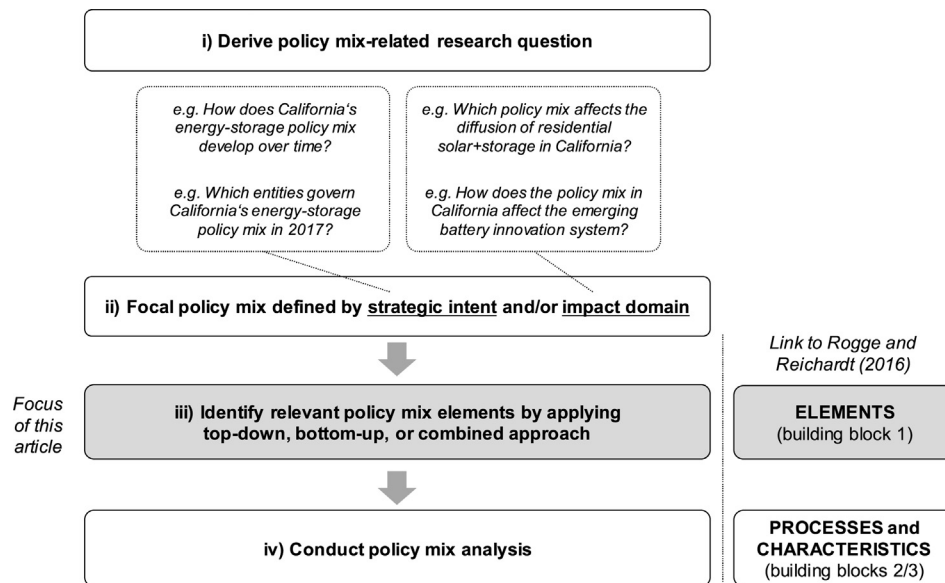 i) Derive policy mix-related research question
e.g. How does California‘s
energy-storage policy mix
develop over time?
e.g. Which entities govern
California‘s energy-storage
policy mix in 2017?
e.g. Which policy mix affects the
diffusion of residential
solar+storage in California?
e.g. How does the policy mix in
California affect the emerging
battery innovation system?
ii) Focal policy mix defined by strategic intent and/or impact domain
Link to Rogge and
Reichardt (2016)
Focus
of this
article
iii) Identify relevant policy mix elements by applying
top-down, bottom-up, or combined approach
ELEMENTS
(building block 1)
iv) Conduct policy mix analysis
PROCESSES and
CHARACTERISTICS
(building blocks 2/3)